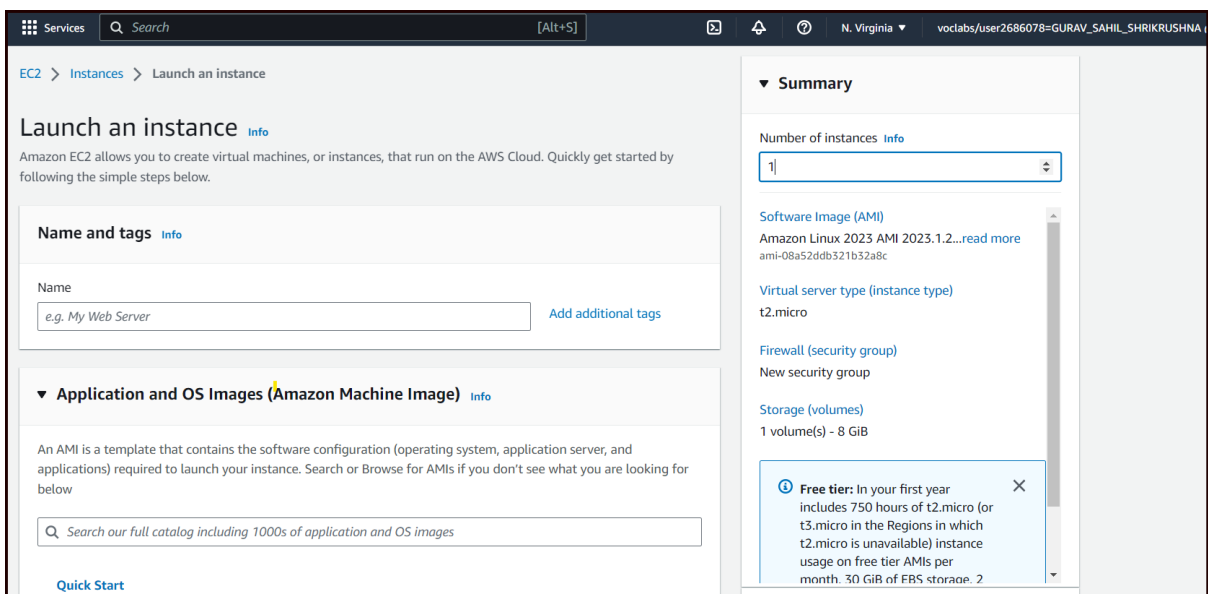 Services
Search
[Alt+S]
N. Virginia
voclabs/user2686078=GURAV_SAHIL_SHRIKRUSHNA
EC2 > Instances > Launch an instance
Launch an instance Info
Amazon EC2 allows you to create virtual machines, or instances, that run on the AWS Cloud. Quickly get started by
following the simple steps below.
Name and tags Info
Name
e.g. My Web Server
Add additional tags
Application and OS Images (Amazon Machine Image) Info
An AMI is a template that contains the software configuration (operating system, application server, and
applications) required to launch your instance. Search or Browse for AMIs if you don't see what you are looking for
below
Search our full catalog including 1000s of application and OS images
Quick Start
Summary
Number of instances Info
1
Software Image (AMI)
Amazon Linux 2023 AMI 2023.1.2...read more
ami-08a52ddb321b32a8c
Virtual server type (instance type)
t2.micro
Firewall (security group)
New security group
Storage (volumes)
1 volume(s) - 8 GiB
Free tier: In your first year
includes 750 hours of t2.micro (or
t3.micro in the Regions in which
t2.micro is unavailable) instance
usage on free tier AMIs per
month, 30 GiB of EBS storage, 2